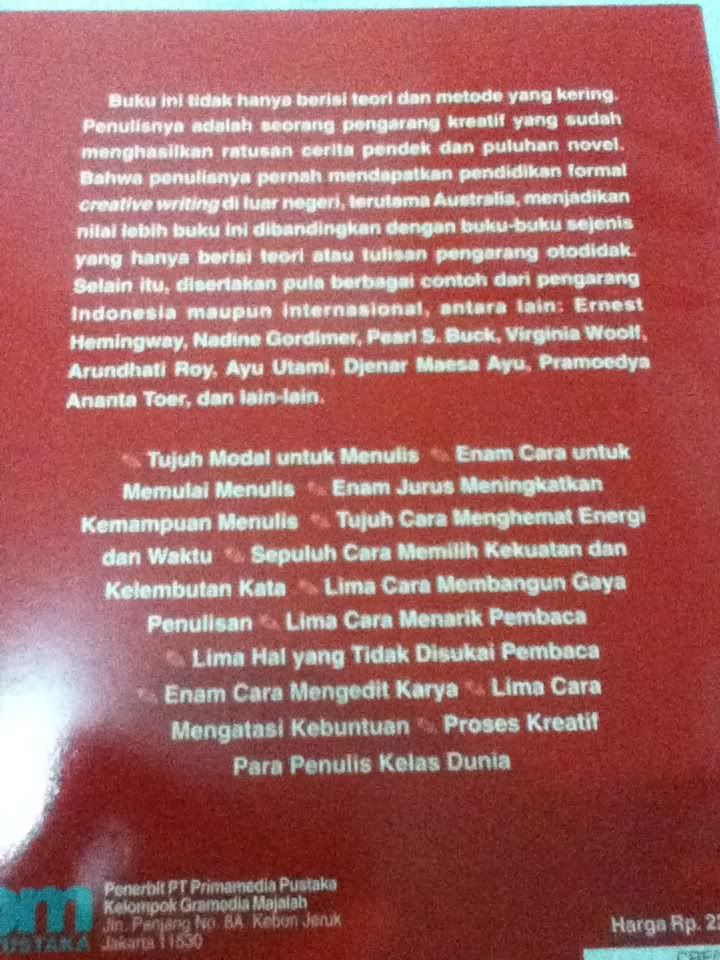 Buku ini tidak hanya berisi teori dan metode yang kering.
Penulisnya adalah seorang pengarang kreatif yang sudah
menghasilkan ratusan cerita pendek dan puluhan novel.
Bahwa penulisnya pernah mendapatkan pendidikan formal
creative writing di luar negeri, terutama Australia, menjadikan
nilai lebih buku ini dibandingkan dengan buku-buku sejenis
yang hanya berisi teori atau tulisan pengarang otodidak.
Selain itu, disertakan pula berbagai contoh dari pengarang
Indonesia maupun internasional, antara lain: Ernest
Hemingway, Nadine Gordimer, Pearl S. Buck, Virginia Woolf,
Arundhati Roy, Ayu Utami, Djenar Maesa Ayu, Pramoedya
Ananta Toer, dan lain-lain.
Tujuh Modal untuk Menulis Enam Cara untuk
Memulai Menulis Enam Jurus Meningkatkan
Kemampuan Menulis Tujuh Cara Menghemat Energi
dan Waktu Sepuluh Cara Memilih Kekuatan dan
Kelembutan Kata Lima Cara Membangun Gaya
Penulisan Lima Cara Menarik Pembaca
Lima Hal yang Tidak Disukai Pembaca
Enam Cara Mengedit Karya Lima Cara
Mengatasi Kebuntuan Proses Kreatif
Para Penulis Kelas Dunia
Penerbit PT Primamedia Pustaka
Kelompok Gramedia Majalah
Jln. Panjang No. 8A, Kebon Jeruk
Jakarta 11530
PUSTAKA
Harga Rp.